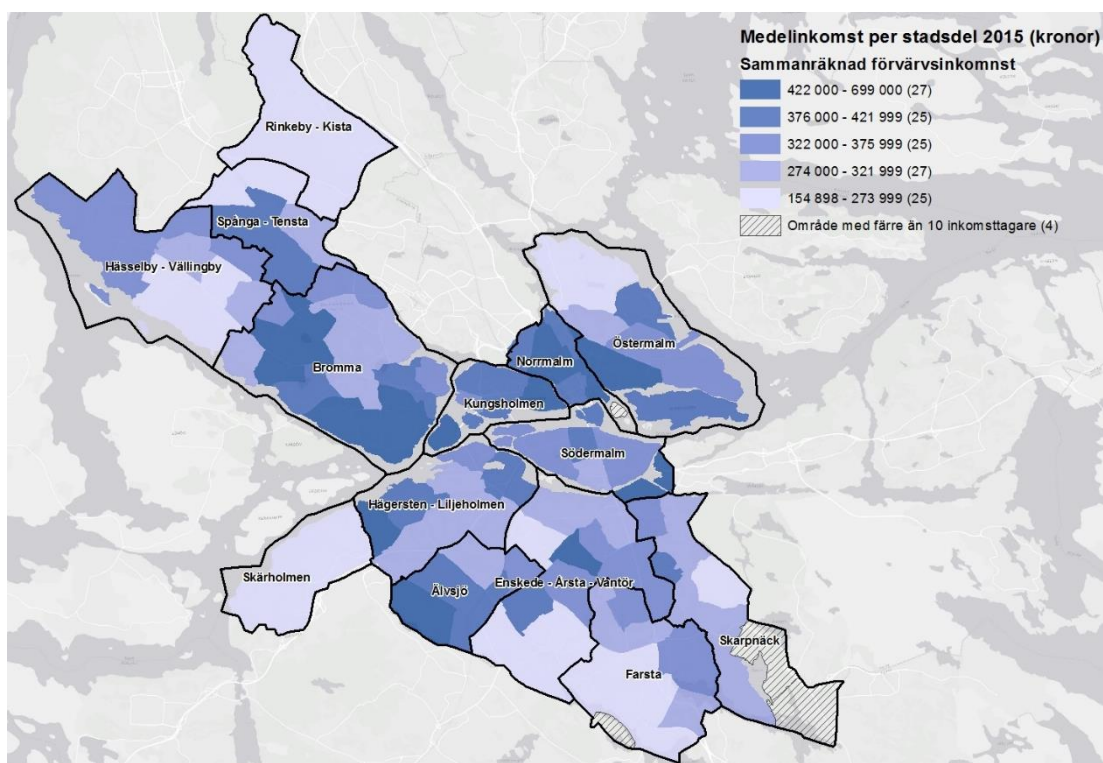 Medelinkomst per stadsdel 2015 (kronor)
Sammanräknad förvärvsinkomnst
422 000 - 699 000 (27)
376 000 - 421 999 (25)
322 000 - 375 999 (25)
274 000 - 321 999 (27)
154 898 - 273 999 (25)
Område med färre än 10 inkomsttagare (4)
Rinkeby - Kista
Spånga - Tensta
Hässelby - Vällingby
Bromma
Norrmalm
Östermalm
Kungsholmen
Södermalm
Hägersten - Liljeholmen
Skärholmen
Älvsjö
Enskede - Årsta - Vantör
Skarpnäck
Farsta